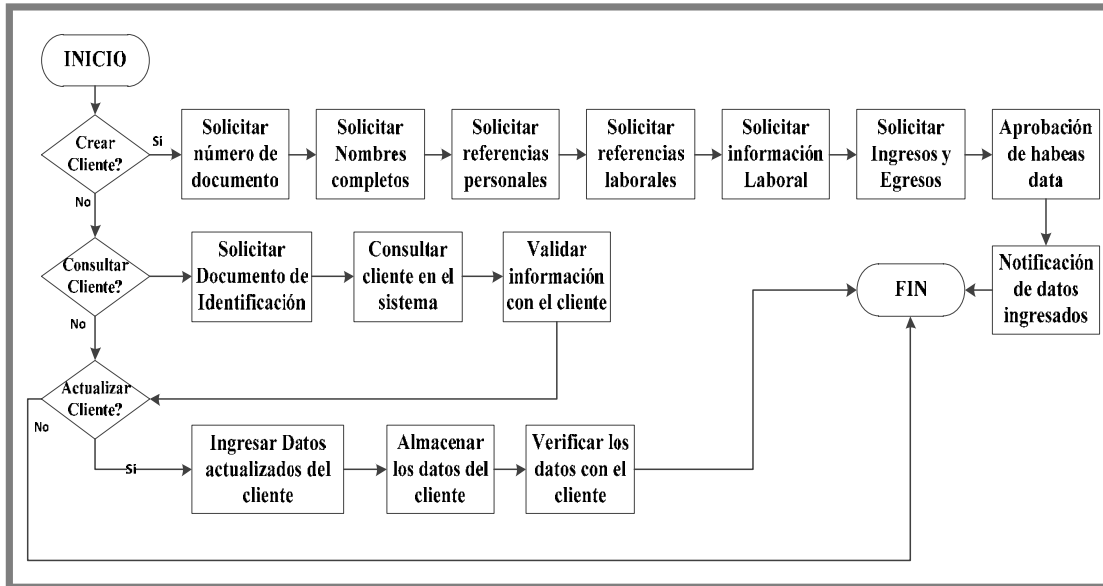 INICIO
Crear
Cliente?
Si
Solicitar
número de
documento
Solicitar
Nombres
completos
Solicitar
referencias
personales
Solicitar
referencias
laborales
Solicitar
información
Laboral
Solicitar
Ingresos y
Egresos
Aprobación
de habeas
data
No
Consultar
Cliente?
Solicitar
Documento de
Identificación
Consultar
cliente en el
sistema
Validar
información
con el cliente
FIN
Notificación
de datos
ingresados
No
Actualizar
Cliente?
No
Si
Ingresar Datos
actualizados del
cliente
Almacenar
los datos del
cliente
Verificar los
datos con el
cliente